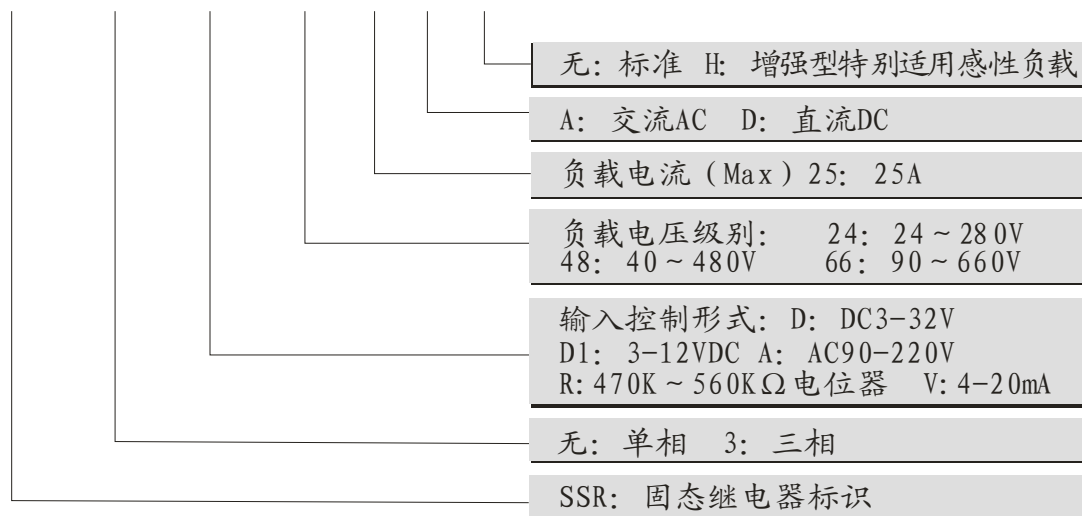 无: 标准 H: 增强型特别适用感性负载
A: 交流AC D: 直流DC
负载电流 (Max) 25: 25A
负载电压级别: 24: 24~280V
48: 40~480V 66: 90~660V
输入控制形式: D: DC3-32V
D1: 3-12VDC A: AC90-220V
R: 470K~560KΩ电位器 V: 4-20mA
无: 单相 3: 三相
SSR: 固态继电器标识